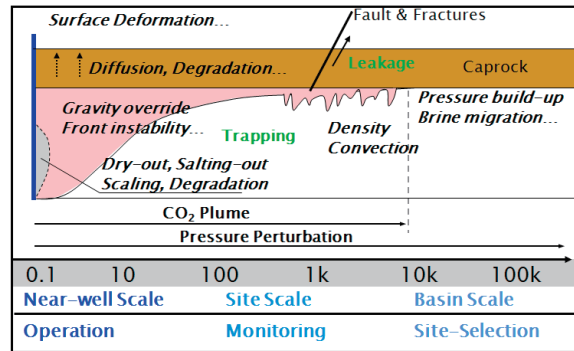 Surface Deformation...
Fault & Fractures
Diffusion, Degradation...
Leakage
Caprock
Gravity override
Front instability...
Trapping
Density
Convection
Pressure build-up
Brine migration...
Dry-out, Salting-out
Scaling, Degradation
CO₂ Plume
Pressure Perturbation
0.1 10 100 1k 10k 100k
Near-well Scale Site Scale Basin Scale
Operation Monitoring Site-Selection